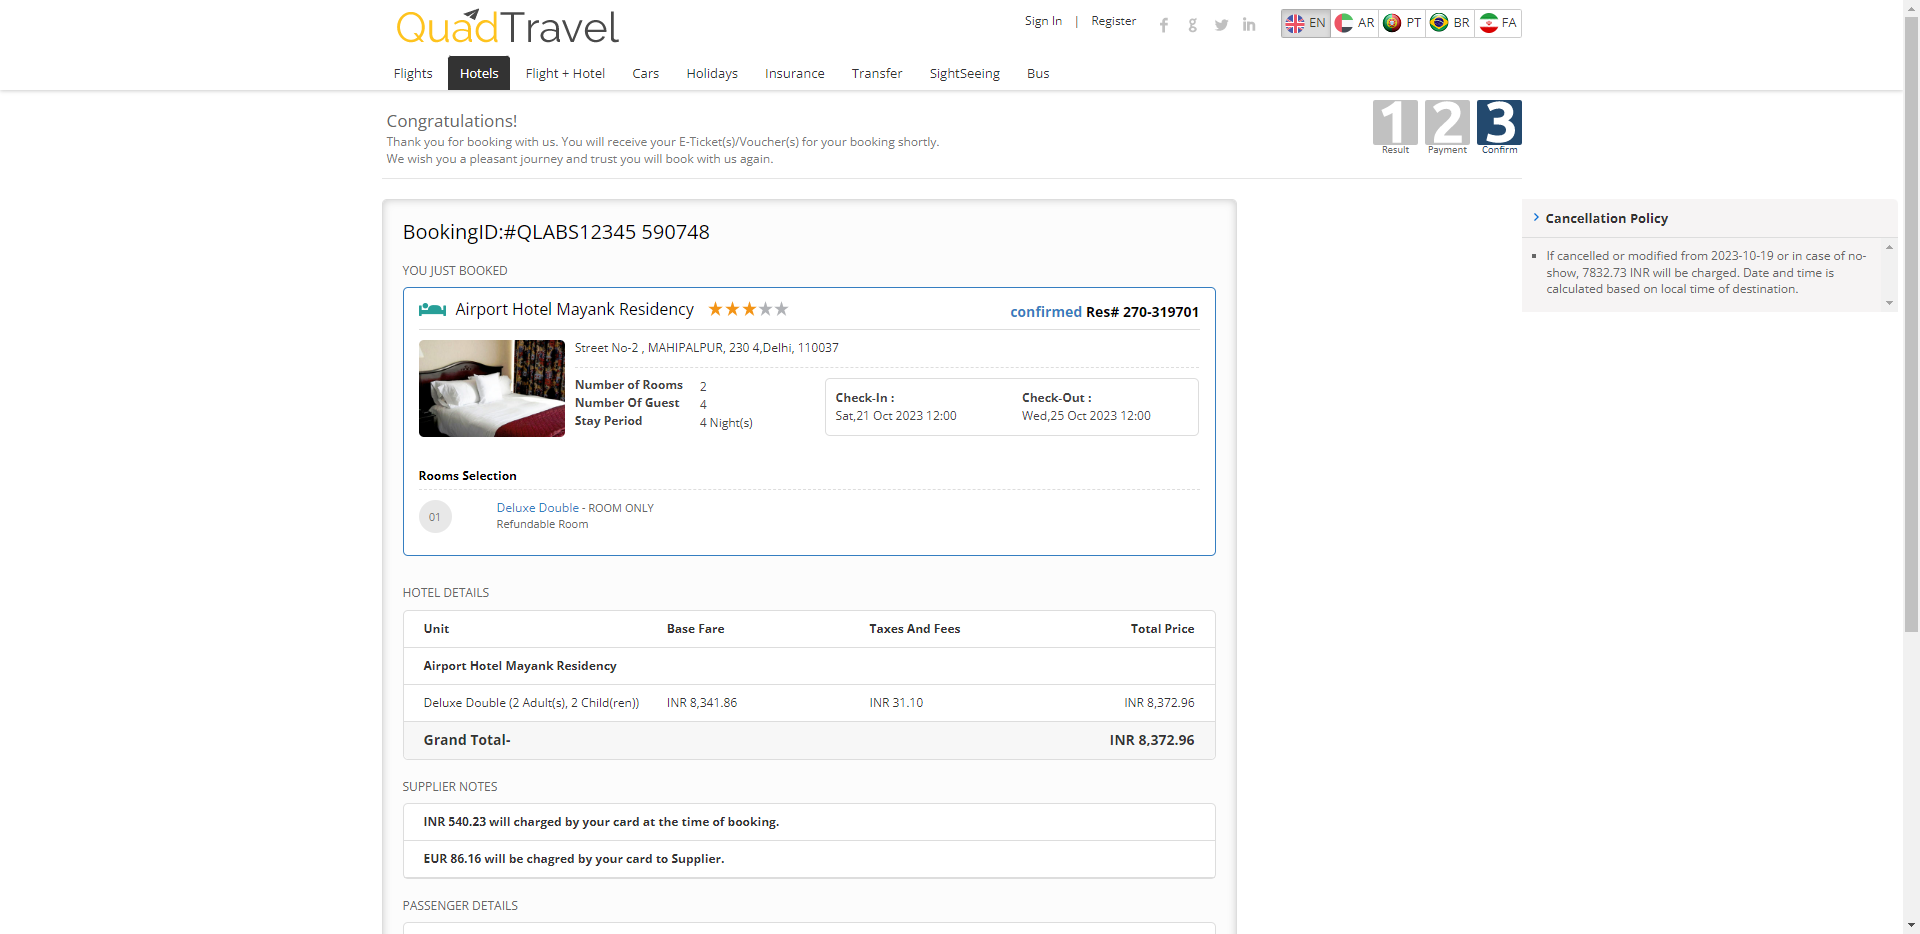 QuadTravel
Sign In | Register
EN AR PT BR FA
Flights Hotels Flight + Hotel Cars Holidays Insurance Transfer SightSeeing Bus
Congratulations!
Thank you for booking with us. You will receive your E-Ticket(s)/Voucher(s) for your booking shortly.
We wish you a pleasant journey and trust you will book with us again.
1 2 3
Result Payment Confirm
BookingID:#QLABS12345 590748
YOU JUST BOOKED
Airport Hotel Mayank Residency
confirmed Res# 270-319701
Street No-2 , MAHIPALPUR, 230 4,Delhi, 110037
Number of Rooms 2
Number Of Guest 4
Stay Period 4 Night(s)
Check-In : Check-Out :
Sat,21 Oct 2023 12:00 Wed,25 Oct 2023 12:00
Rooms Selection
01
Deluxe Double - ROOM ONLY
Refundable Room
HOTEL DETAILS
Unit Base Fare Taxes And Fees Total Price
Airport Hotel Mayank Residency
Deluxe Double (2 Adult(s), 2 Child(ren)) INR 8,341.86 INR 31.10 INR 8,372.96
Grand Total- INR 8,372.96
SUPPLIER NOTES
INR 540.23 will charged by your card at the time of booking.
EUR 86.16 will be chagred by your card to Supplier.
PASSENGER DETAILS
Cancellation Policy
If cancelled or modified from 2023-10-19 or in case of no-
show, 7832.73 INR will be charged. Date and time is
calculated based on local time of destination.